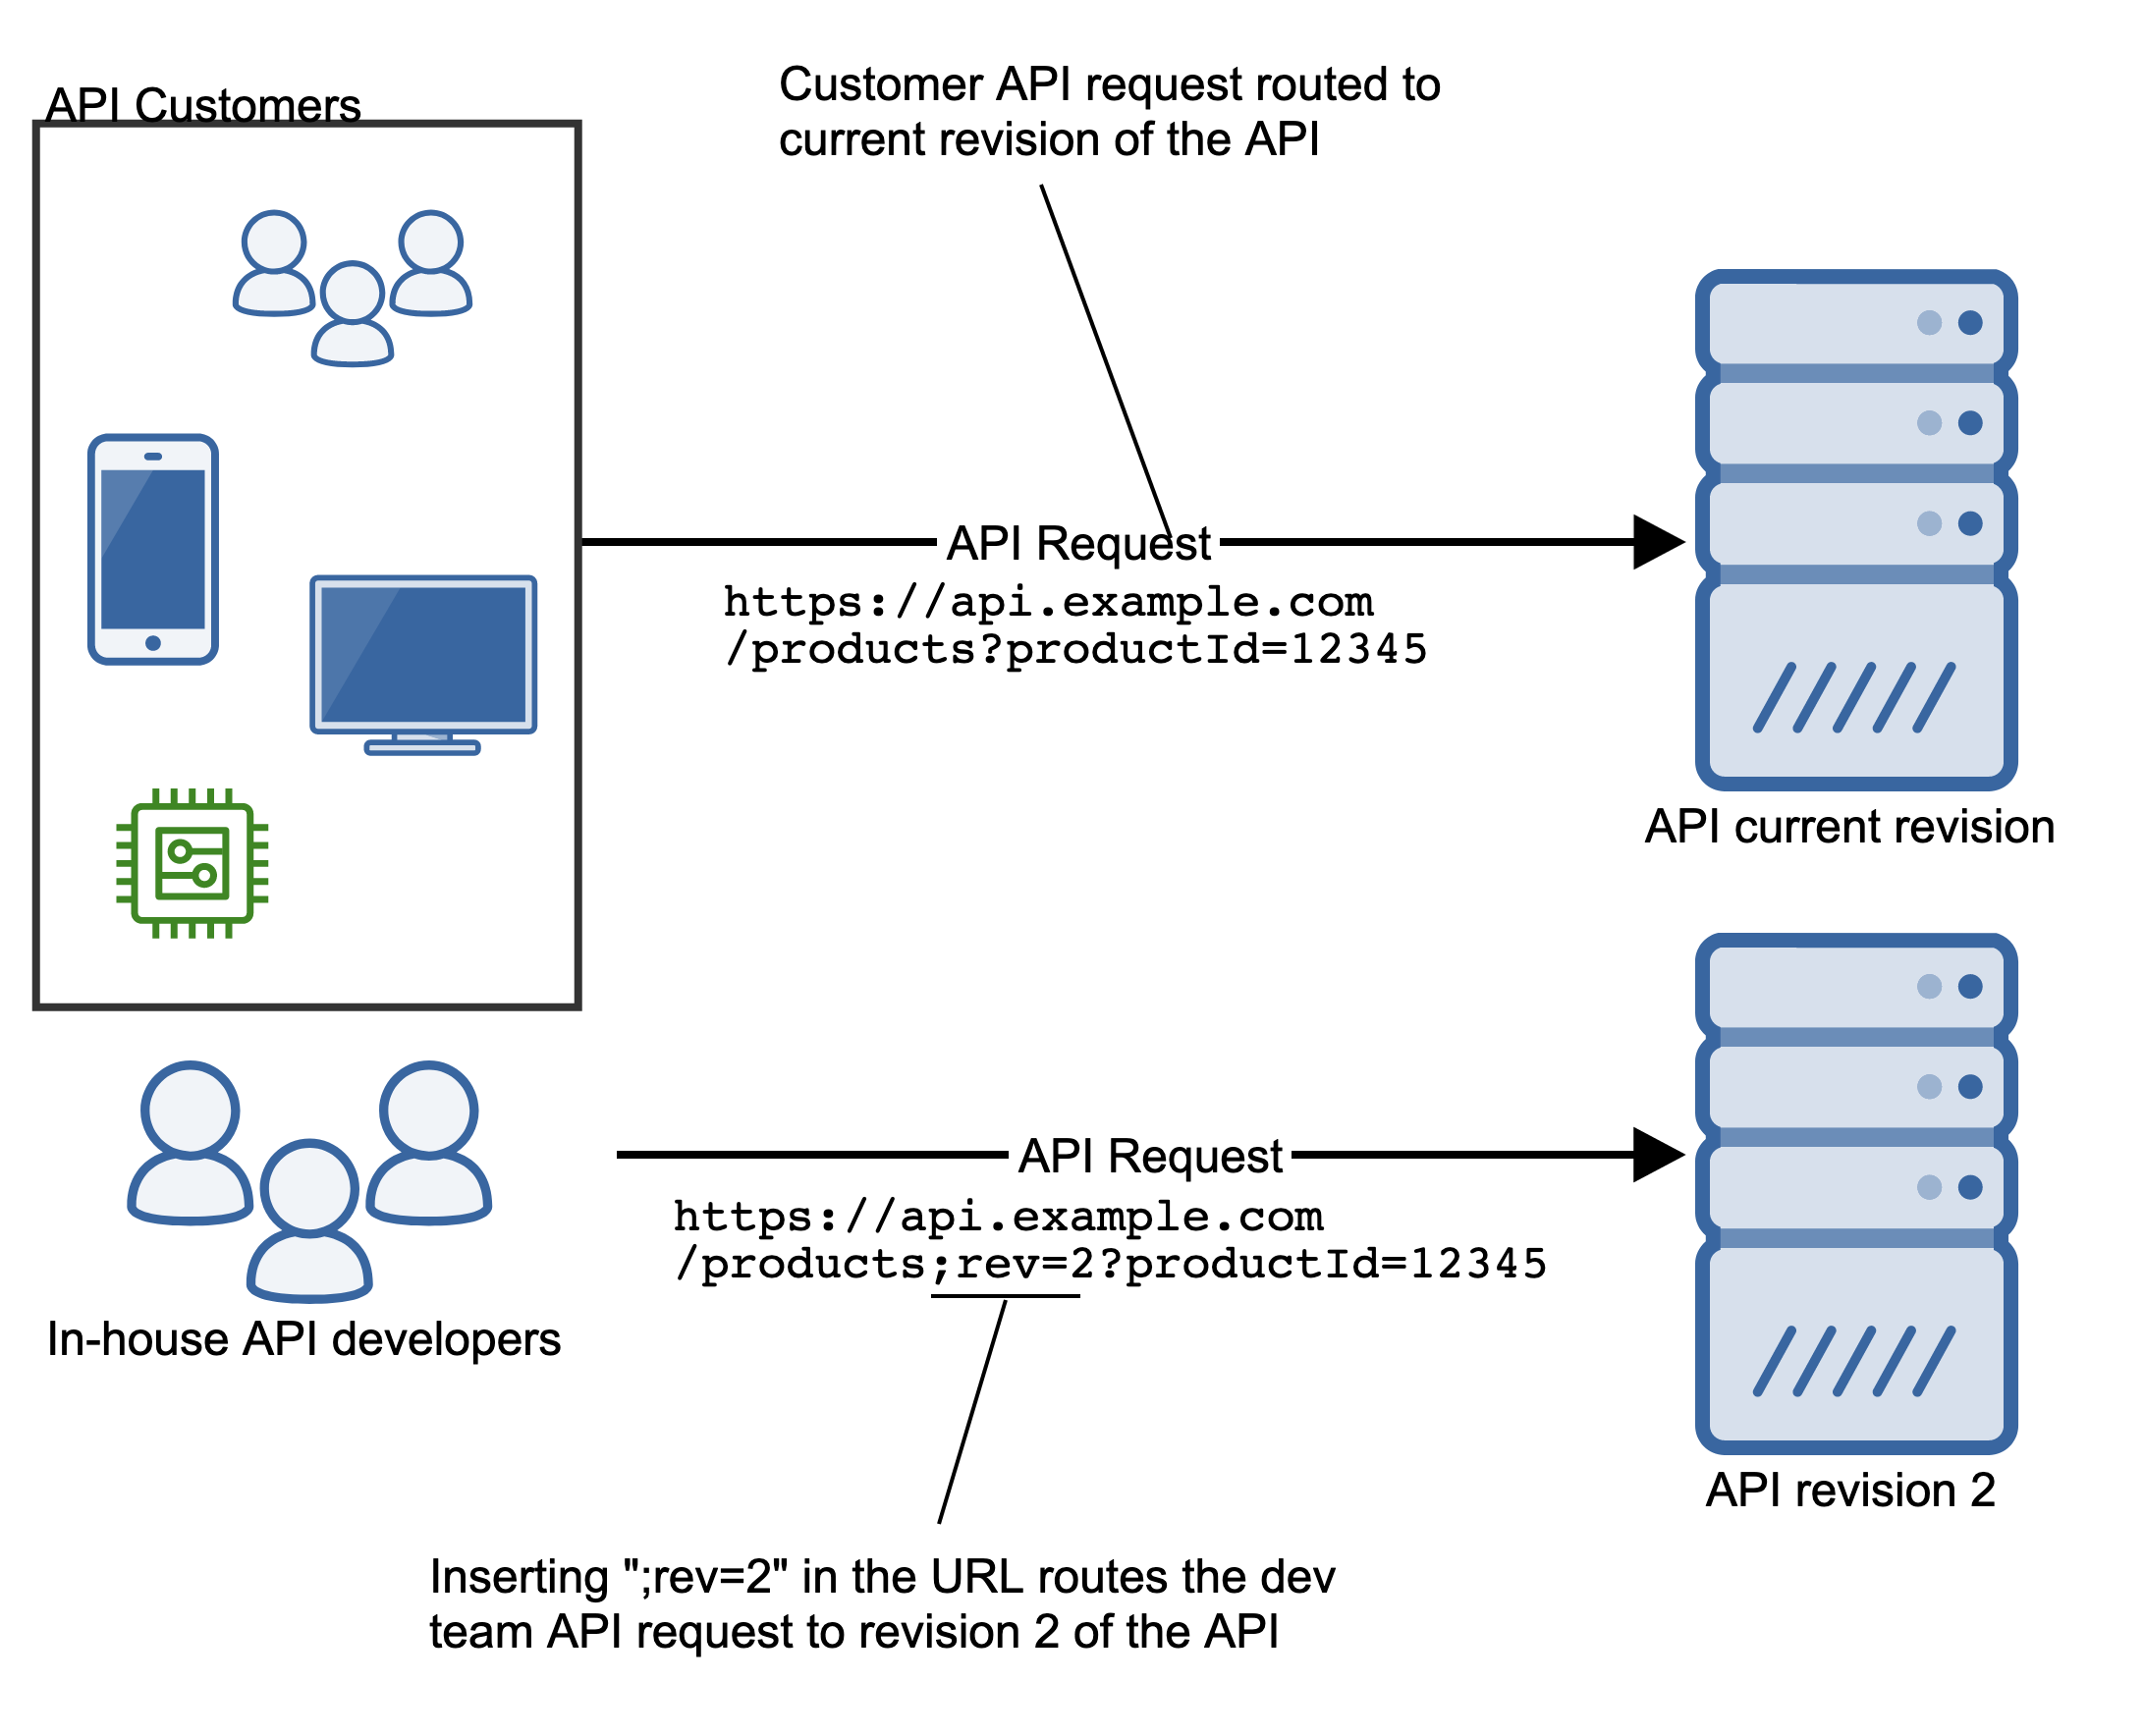 API Customers
Customer API request routed to
current revision of the API
API Request
https://api.example.com
/products?productId=12345
API current revision
API Request
https://api.example.com
/products;rev=2?productId=12345
In-house API developers
API revision 2
Inserting ";rev=2" in the URL routes the dev
team API request to revision 2 of the API